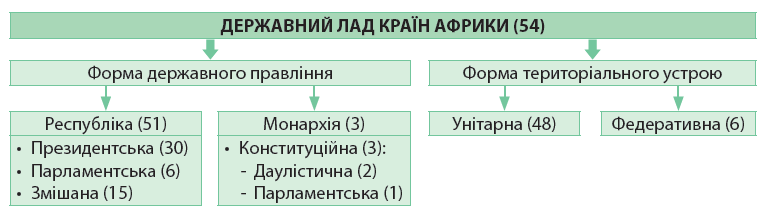 ДЕРЖАВНИЙ ЛАД КРАЇН АФРИКИ (54)
Форма державного правління
Форма територіального устрою
Республіка (51)
• Президентська (30)
• Парламентська (6)
• Змішана (15)
Монархія (3)
• Конституційна (3):
- Даулістична (2)
- Парламентська (1)
Унітарна (48)
Федеративна (6)